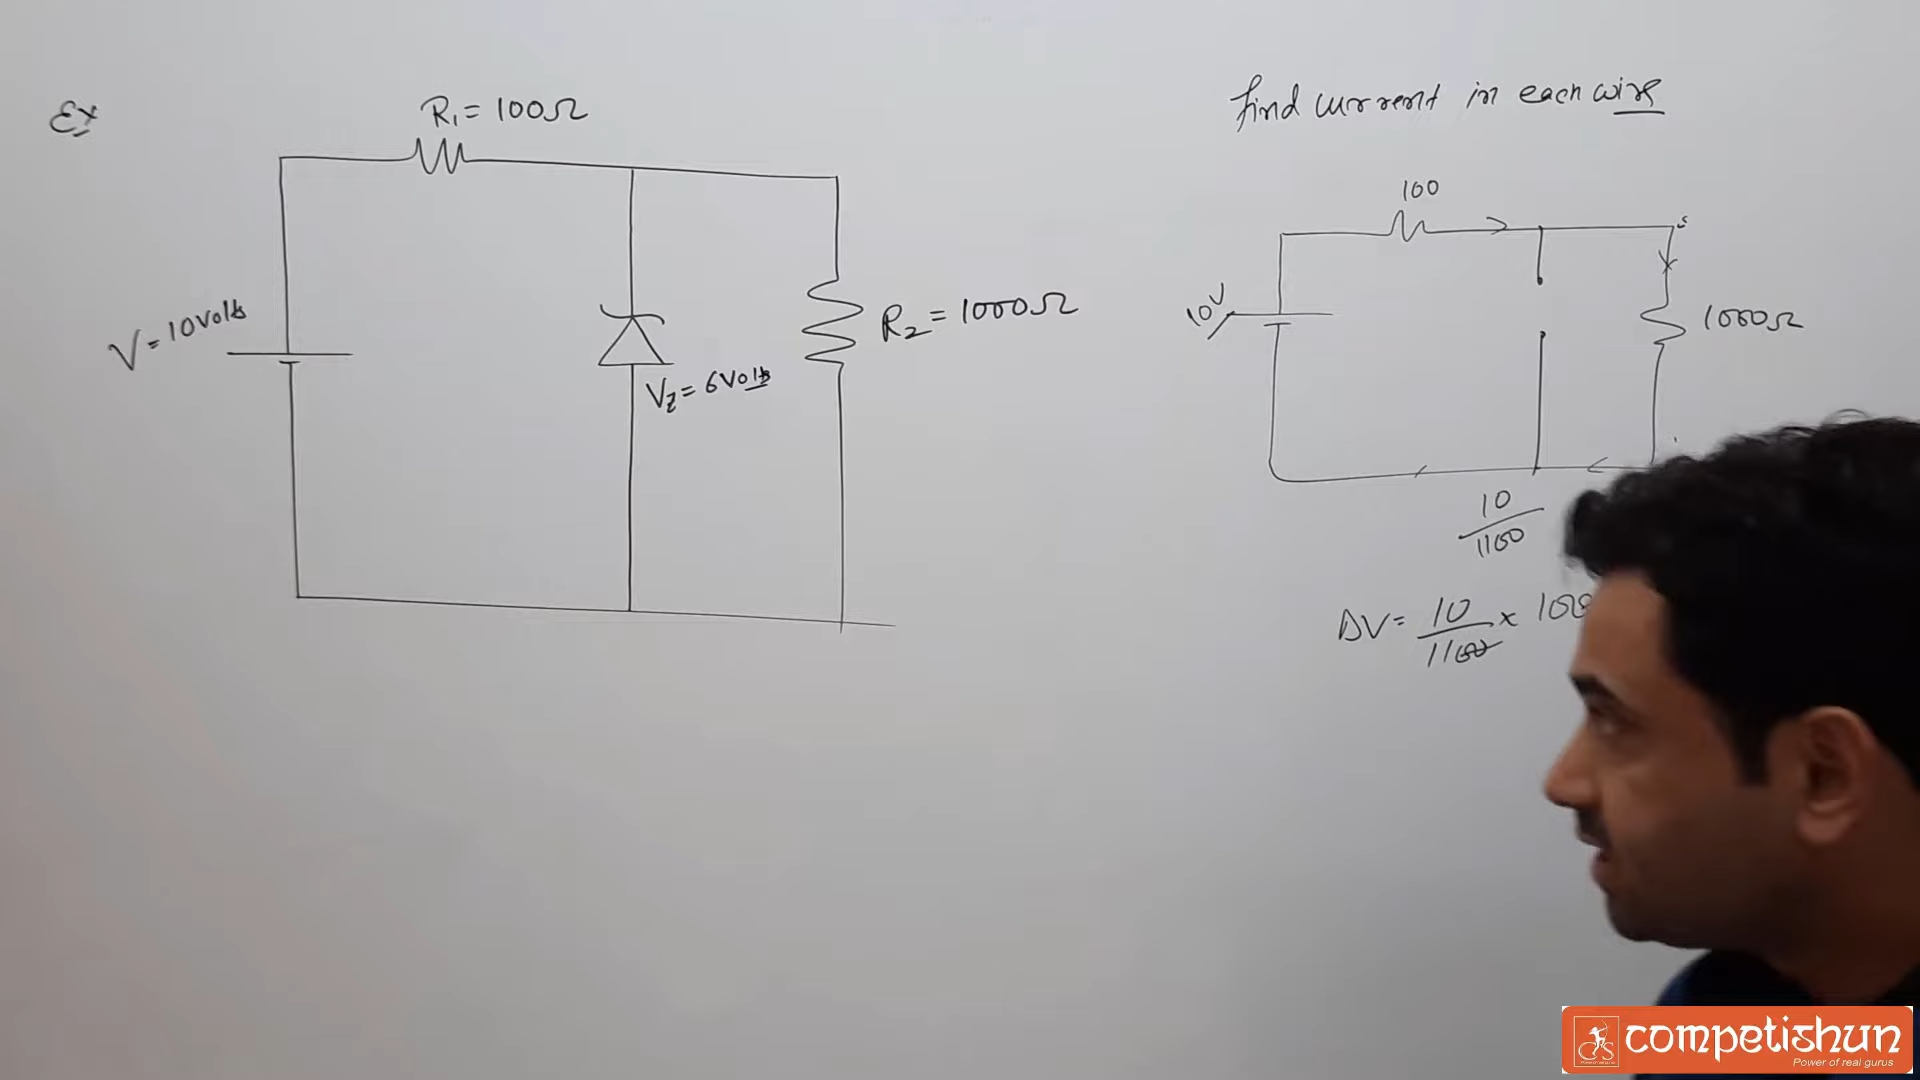 Ex
R₁ = 100Ω
V = 10Volts
Vz = 6Volts
R₂ = 1000Ω
find current in each wire
100
10V
1000Ω
10
1100
ΔV = 10/1100 × 100
competishun
Power of real gurus